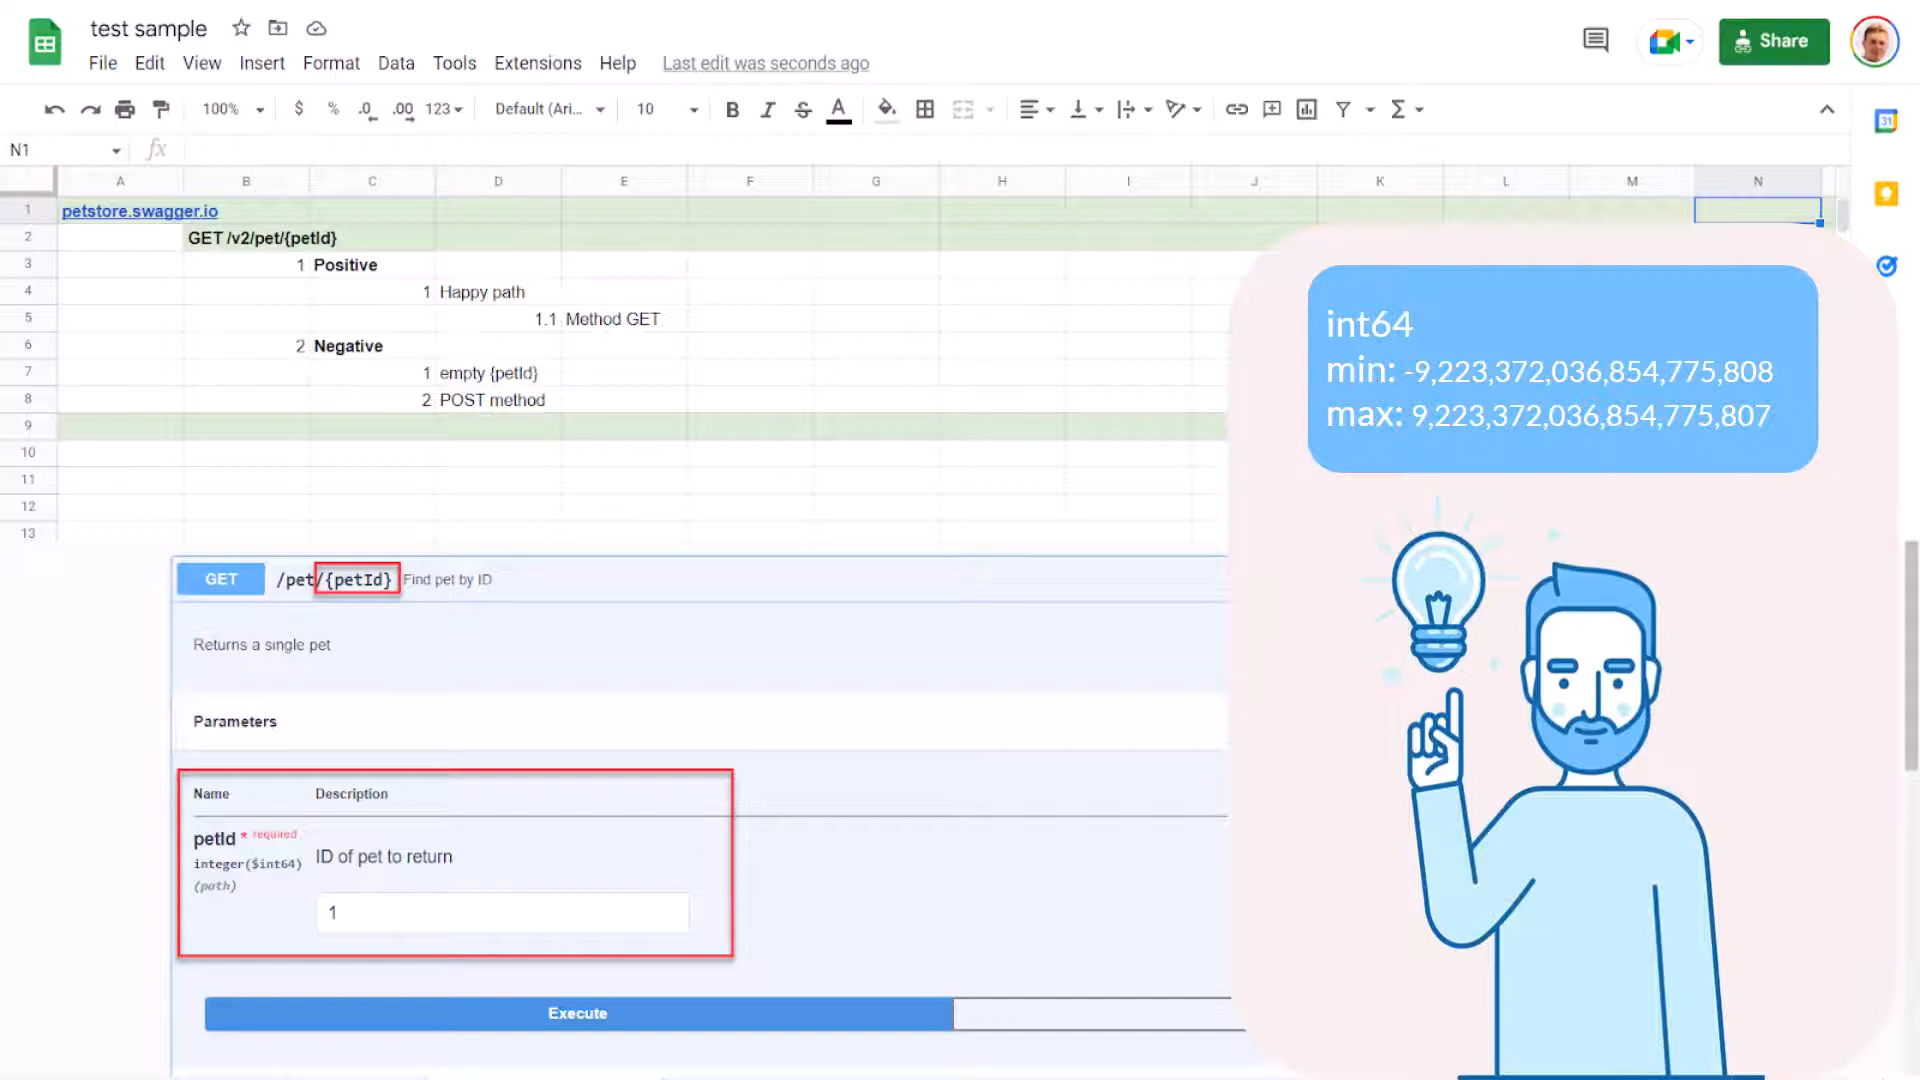 test sample
File Edit View Insert Format Data Tools Extensions Help Last edit was seconds ago
Share
100% $ % .0 .00 123 Default (Ari... 10 B I S A
31
N1 fx
A B C D E F G H I J K L M N
1 petstore.swagger.io
2 GET /v2/pet/{petId}
3 1 Positive
4 1 Happy path
5 1.1 Method GET
6 2 Negative
7 1 empty {petId}
8 2 POST method
9
10
11
12
13
int64
min: -9,223,372,036,854,775,808
max: 9,223,372,036,854,775,807
GET /pet/{petId} Find pet by ID
Returns a single pet
Parameters
Name Description
petId * required
integer($int64)
(path)
ID of pet to return
1
Execute